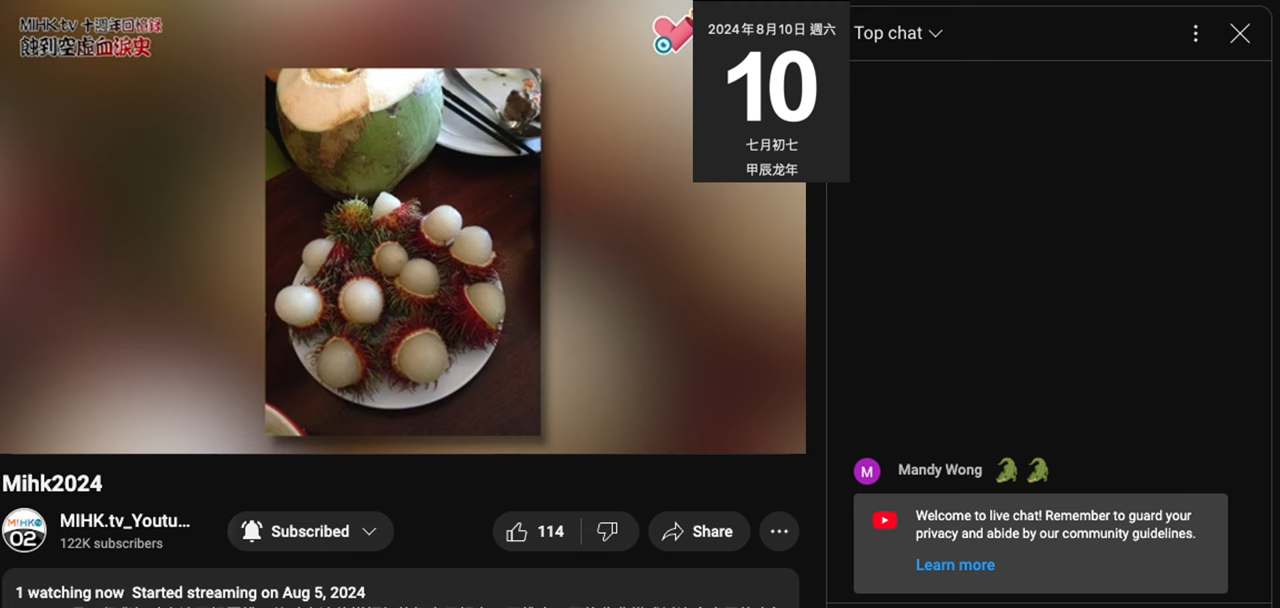 MIHK.tv 十週年回憶錄
蝕到空虛血淚史
2024年8月10日 週六
10
七月初七
甲辰龙年
Top chat
Mihk2024
MIHK.tv_Youtu...
122K subscribers
Subscribed
114
Share
1 watching now Started streaming on Aug 5, 2024
M
Mandy Wong
Welcome to live chat! Remember to guard your
privacy and abide by our community guidelines.
Learn more
MIHK
02